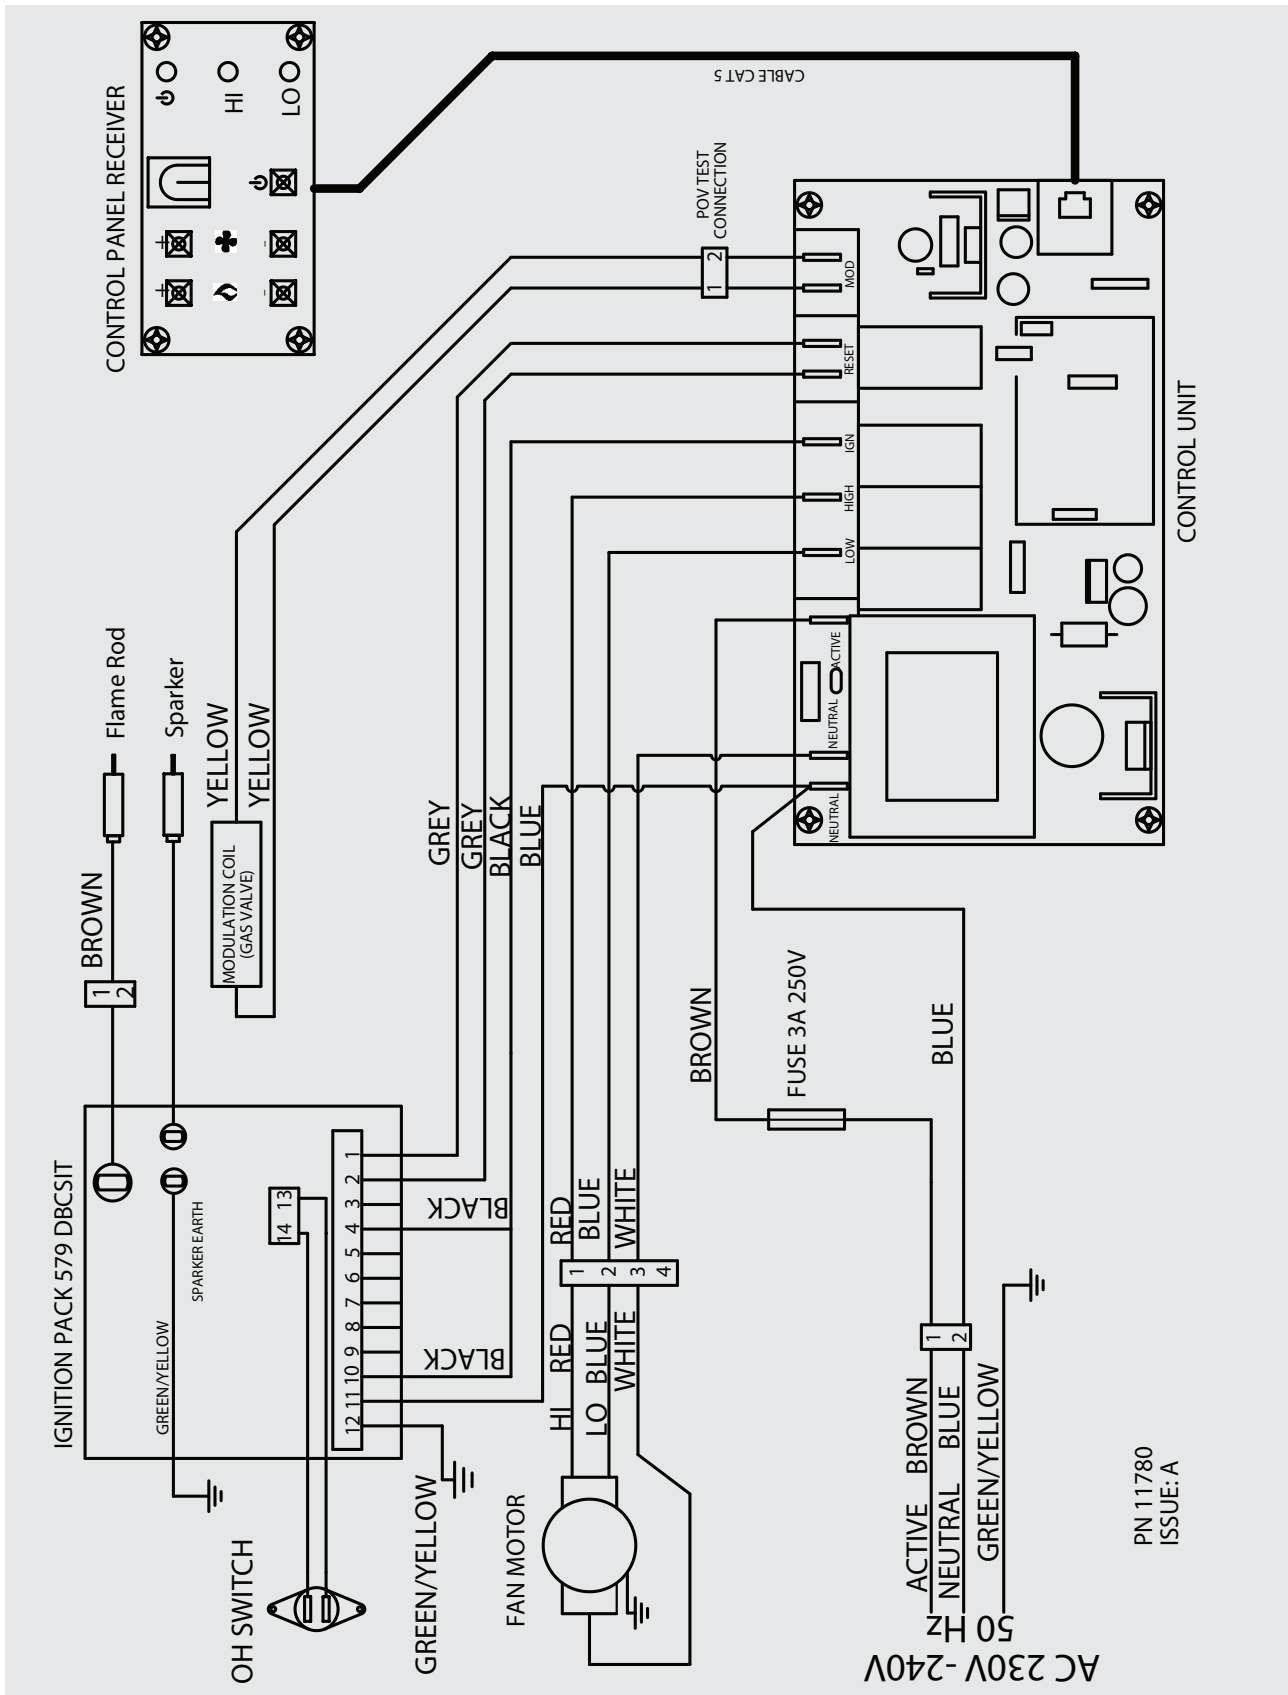 IGNITION PACK 579 DBCSIT
BROWN
1
2
Flame Rod
Sparker
GREEN/YELLOW
SPARKER EARTH
14 13
12 11 10 9 8 7 6 5 4 3 2 1
OH SWITCH
GREEN/YELLOW
BLACK
BLACK
MODULATION COIL
(GAS VALVE)
YELLOW
YELLOW
GREY
GREY
BLACK
BLUE
CONTROL PANEL RECEIVER
+
+
-
-
HI
LO
CABLE CAT 5
POV TEST
CONNECTION
1 2
FAN MOTOR
HI RED
LO BLUE
WHITE
1
2
3
4
RED
BLUE
WHITE
NEUTRAL
NEUTRAL
ACTIVE
LOW
HIGH
IGN
RESET
MOD
CONTROL UNIT
BROWN
FUSE 3A 250V
BLUE
AC 230V - 240V
50 Hz
ACTIVE BROWN
NEUTRAL BLUE
GREEN/YELLOW
1
2
PN 11780
ISSUE: A